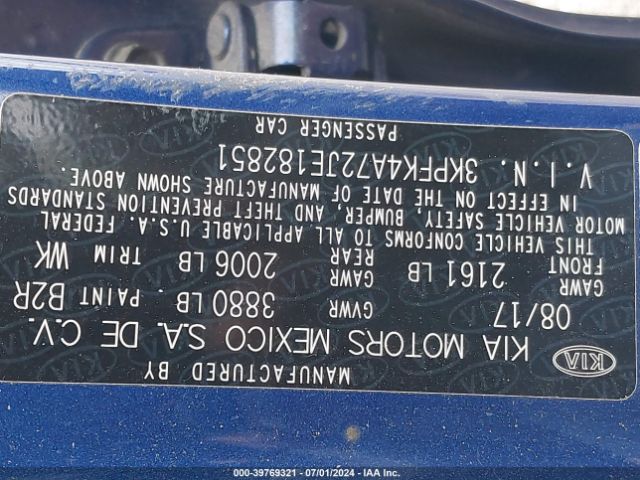 MANUFACTURED BY
KIA KIA MOTORS MEXICO S.A. DE C.V.
08/17 GVWR 3880 LB PAINT B2R
GAWR FRONT 2161 LB GAWR REAR 2006 LB TRIM WK
THIS VEHICLE CONFORMS TO ALL APPLICABLE U.S.A. FEDERAL
MOTOR VEHICLE SAFETY, BUMPER, AND THEFT PREVENTION STANDARDS
IN EFFECT ON THE DATE OF MANUFACTURE SHOWN ABOVE.
V.I.N. 3KPFK4A72JE182851
PASSENGER CAR
000-39769321 / 07/01/2024 - IAA Inc.